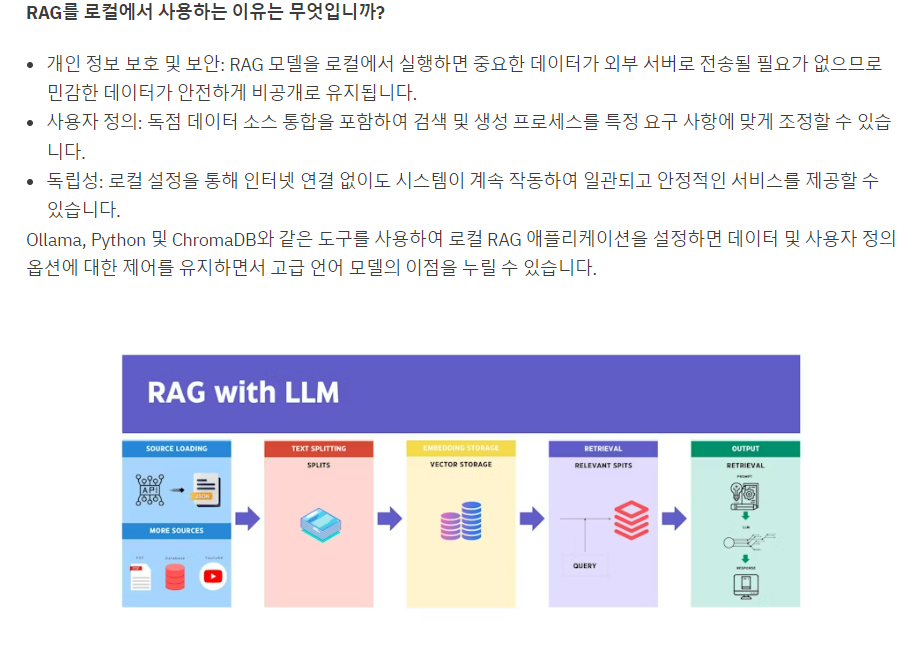 RAG를 로컬에서 사용하는 이유는 무엇입니까?
• 개인 정보 보호 및 보안: RAG 모델을 로컬에서 실행하면 중요한 데이터가 외부 서버로 전송될 필요가 없으므로
민감한 데이터가 안전하게 비공개로 유지됩니다.
• 사용자 정의: 독점 데이터 소스 통합을 포함하여 검색 및 생성 프로세스를 특정 요구 사항에 맞게 조정할 수 있습
니다.
• 독립성: 로컬 설정을 통해 인터넷 연결 없이도 시스템이 계속 작동하여 일관되고 안정적인 서비스를 제공할 수
있습니다.
Ollama, Python 및 ChromaDB와 같은 도구를 사용하여 로컬 RAG 애플리케이션을 설정하면 데이터 및 사용자 정의
옵션에 대한 제어를 유지하면서 고급 언어 모델의 이점을 누릴 수 있습니다.
RAG with LLM
SOURCE LOADING
API
JSON
MORE SOURCES
PDF
Database
Youtube
PDF
TEXT SPLITTING
SPLITS
EMBEDDING STORAGE
VECTOR STORAGE
RETRIEVAL
RELEVANT SPITS
QUERY
OUTPUT
RETRIEVAL
PROMPT
LLM
RESPONSE